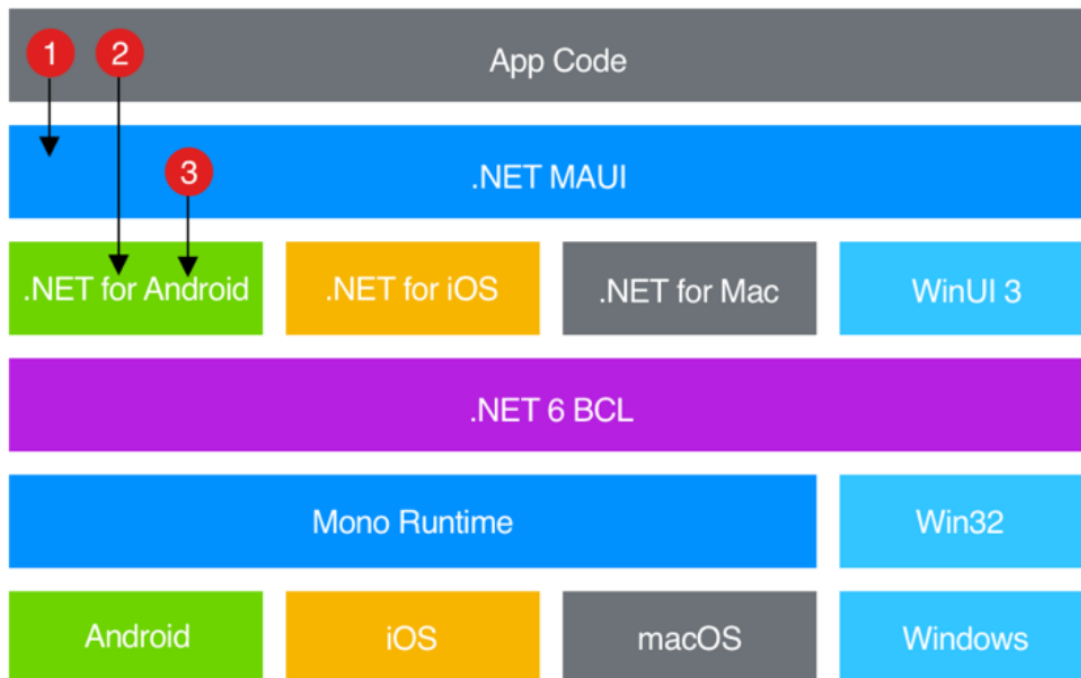 1
2
App Code
3
.NET MAUI
.NET for Android
.NET for iOS
.NET for Mac
WinUI 3
.NET 6 BCL
Mono Runtime
Win32
Android
iOS
macOS
Windows